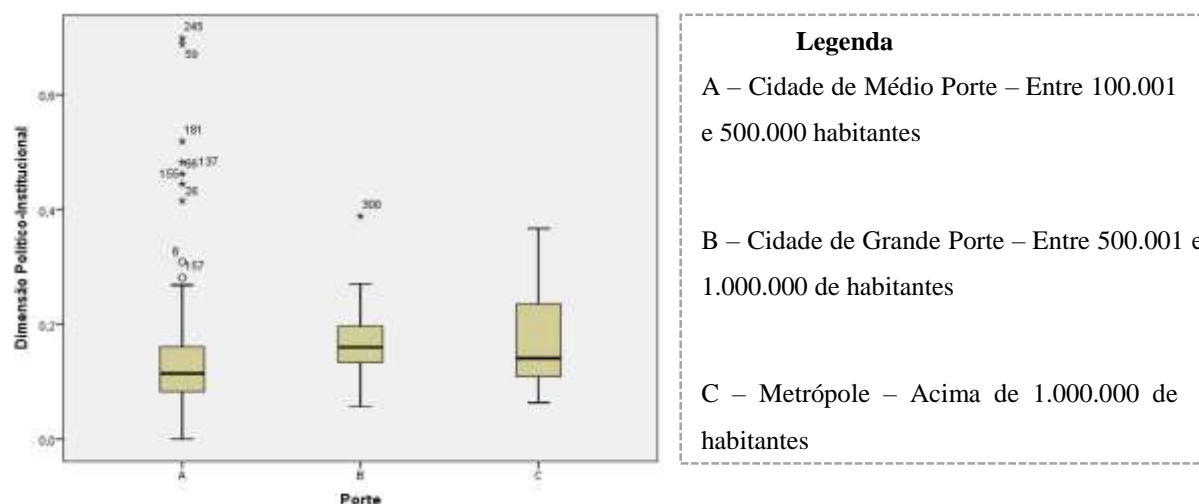 Dimensão Político-Institucional
0,6
0,4
0,2
0,0
245
59
181
137
155
26
6
157
300
A
B
C
Porte
Legenda
A – Cidade de Médio Porte – Entre 100.001
e 500.000 habitantes
B – Cidade de Grande Porte – Entre 500.001 e
1.000.000 de habitantes
C – Metrópole – Acima de 1.000.000 de
habitantes